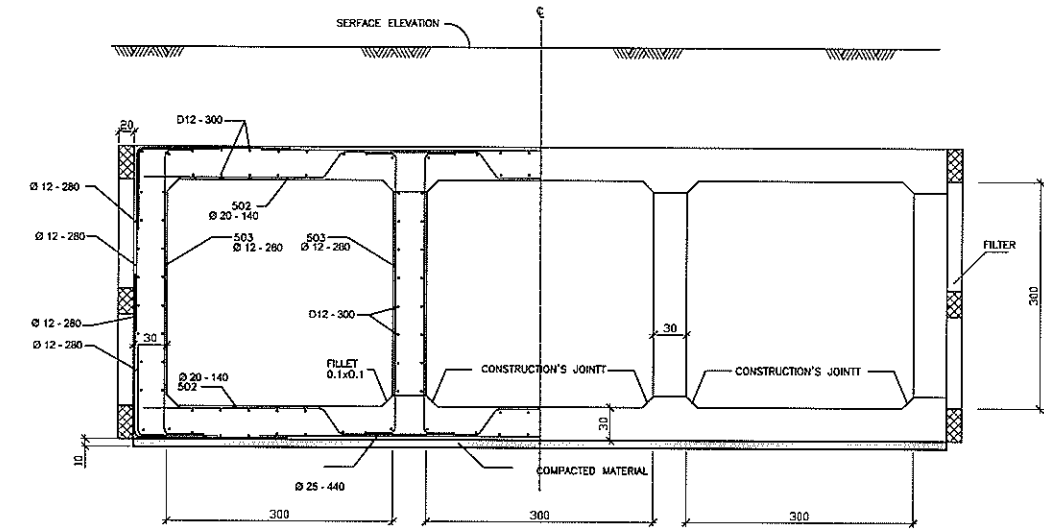 ℄
SERFACE ELEVATION
20
D12-300
Ø 12-280
502
Ø 20-140
Ø 12-280
503
Ø 12-280
503
Ø 12-280
FILTER
300
D12-300
Ø 12-280
30
30
Ø 12-280
FILLET
0.1x0.1
CONSTRUCTION'S JOINTT
CONSTRUCTION'S JOINTT
Ø 20-140
502
30
10
COMPACTED MATERIAL
Ø 25-440
300
300
300